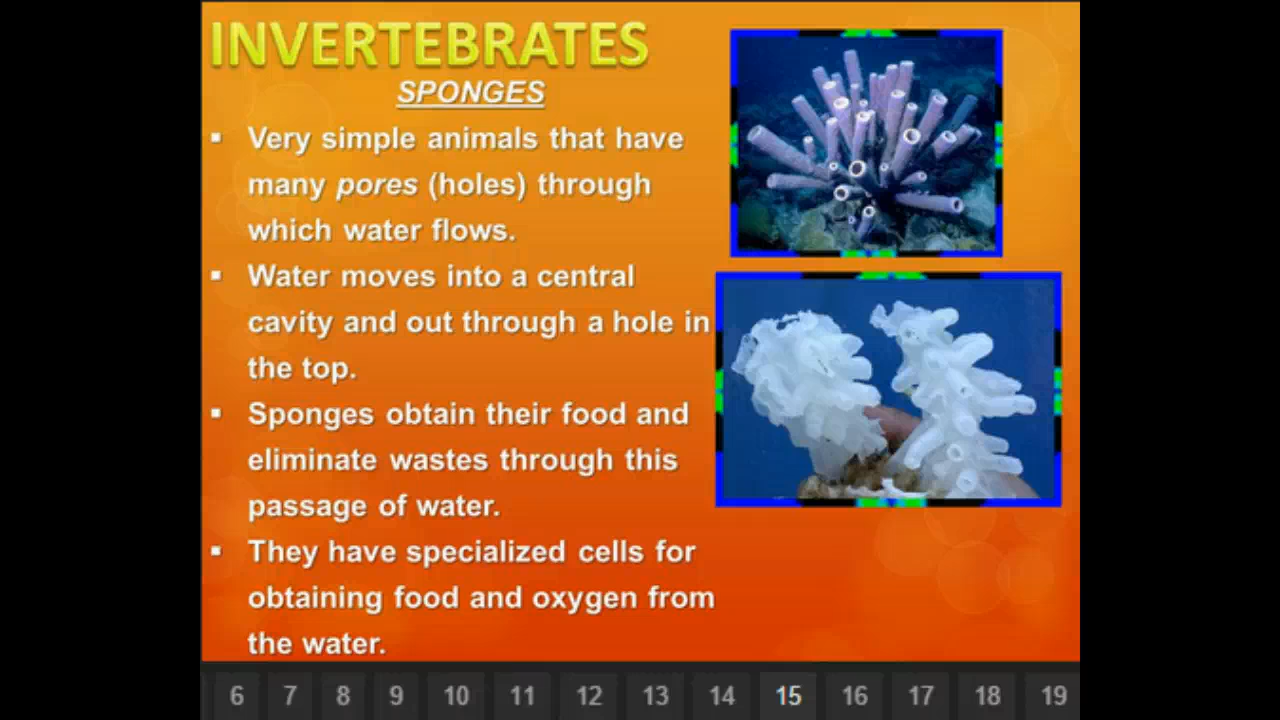 INVERTEBRATES
SPONGES
▪ Very simple animals that have
many pores (holes) through
which water flows.
▪ Water moves into a central
cavity and out through a hole in
the top.
▪ Sponges obtain their food and
eliminate wastes through this
passage of water.
▪ They have specialized cells for
obtaining food and oxygen from
the water.
6 7 8 9 10 11 12 13 14 15 16 17 18 19